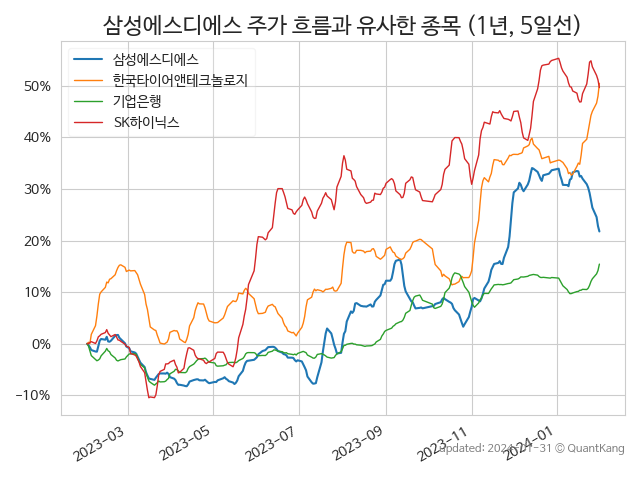 삼성에스디에스 주가 흐름과 유사한 종목 (1년, 5일선)
삼성에스디에스
한국타이어앤테크놀로지
기업은행
SK하이닉스
50%
40%
30%
20%
10%
0%
−10%
2023-03
2023-05
2023-07
2023-09
2023-11
2024-01
updated: 2024-01-31 © QuantKang